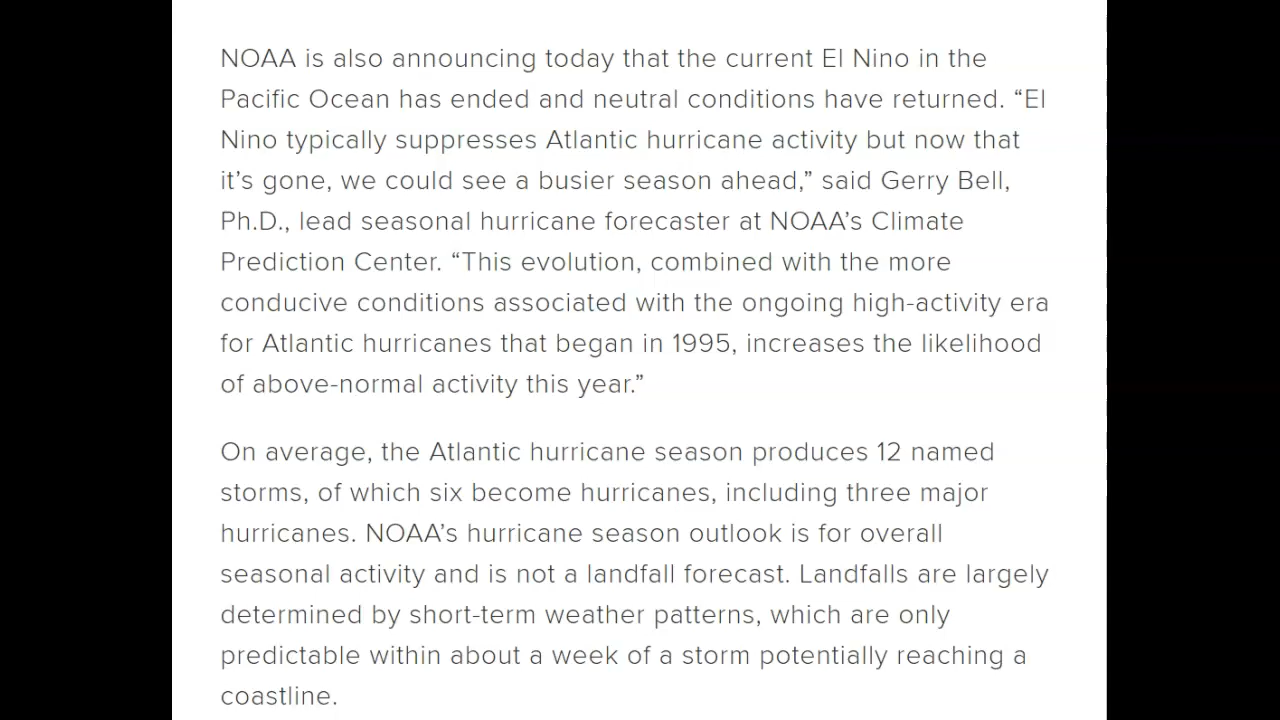 NOAA is also announcing today that the current El Nino in the
Pacific Ocean has ended and neutral conditions have returned. “El
Nino typically suppresses Atlantic hurricane activity but now that
it’s gone, we could see a busier season ahead,” said Gerry Bell,
Ph.D., lead seasonal hurricane forecaster at NOAA’s Climate
Prediction Center. “This evolution, combined with the more
conducive conditions associated with the ongoing high-activity era
for Atlantic hurricanes that began in 1995, increases the likelihood
of above-normal activity this year.”
On average, the Atlantic hurricane season produces 12 named
storms, of which six become hurricanes, including three major
hurricanes. NOAA’s hurricane season outlook is for overall
seasonal activity and is not a landfall forecast. Landfalls are largely
determined by short-term weather patterns, which are only
predictable within about a week of a storm potentially reaching a
coastline.